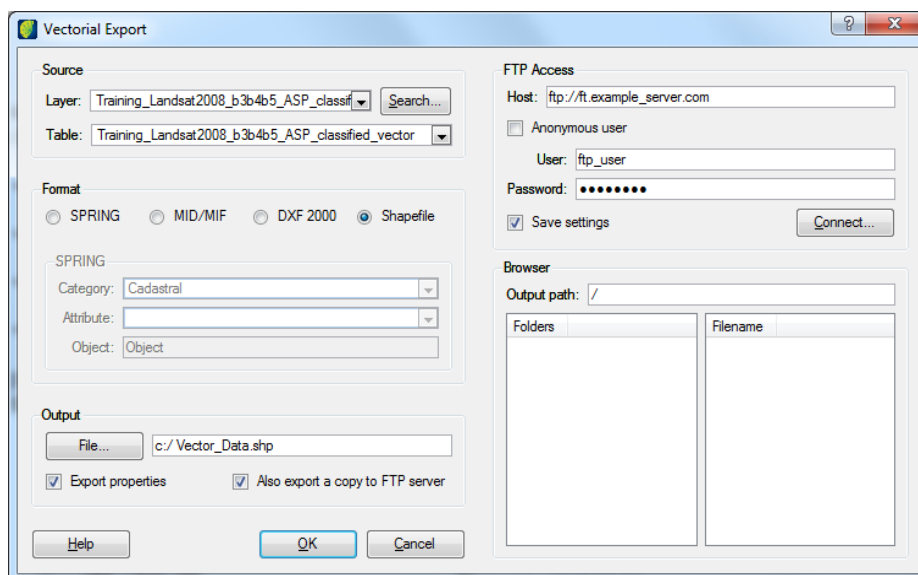 Vectorial Export
Source
Layer: Training_Landsat2008_b3b4b5_ASP_classif Search...
Table: Training_Landsat2008_b3b4b5_ASP_classified_vector
Format
SPRING MID/MIF DXF 2000 Shapefile
SPRING
Category: Cadastral
Attribute:
Object: Object
Output
File... c:/ Vector_Data.shp
Export properties Also export a copy to FTP server
Help OK Cancel
FTP Access
Host: ftp://ft.example_server.com
Anonymous user
User: ftp_user
Password: ●●●●●●●●
Save settings Connect...
Browser
Output path: /
Folders Filename